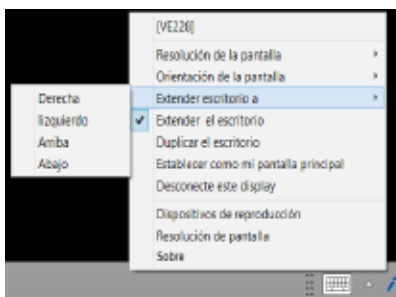 [VE228]
Resolución de la pantalla
Orientación de la pantalla
Extender escritorio a
Extender el escritorio
Duplicar el escritorio
Establecer como mi pantalla principal
Desconecte este display
Dispositivos de reproducción
Resolución de pantalla
Sobre
Derecha
Izquierdo
Arriba
Abajo